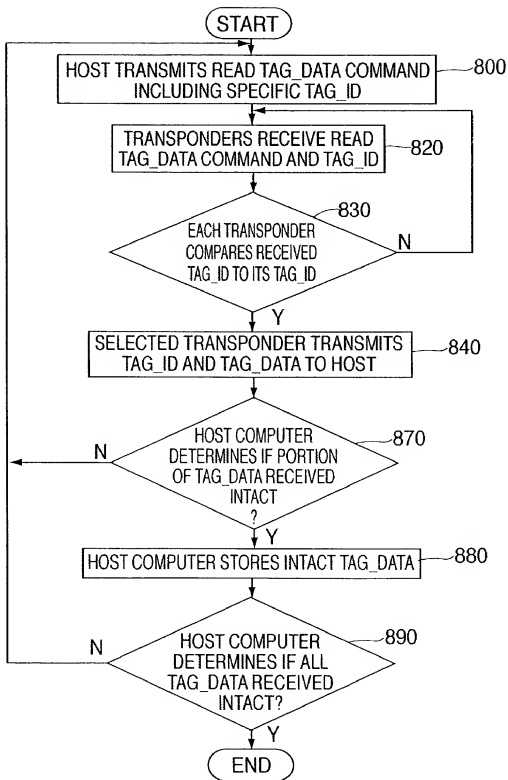 START
HOST TRANSMITS READ TAG_DATA COMMAND
INCLUDING SPECIFIC TAG_ID
800
TRANSPONDERS RECEIVE READ
TAG_DATA COMMAND AND TAG_ID
820
830
EACH TRANSPONDER
COMPARES RECEIVED
TAG_ID TO ITS TAG_ID
N
Y
SELECTED TRANSPONDER TRANSMITS
TAG_ID AND TAG_DATA TO HOST
840
870
HOST COMPUTER
DETERMINES IF PORTION
OF TAG_DATA RECEIVED
INTACT
?
N
Y
HOST COMPUTER STORES INTACT TAG_DATA
880
890
HOST COMPUTER
DETERMINES IF ALL
TAG_DATA RECEIVED
INTACT?
N
Y
END